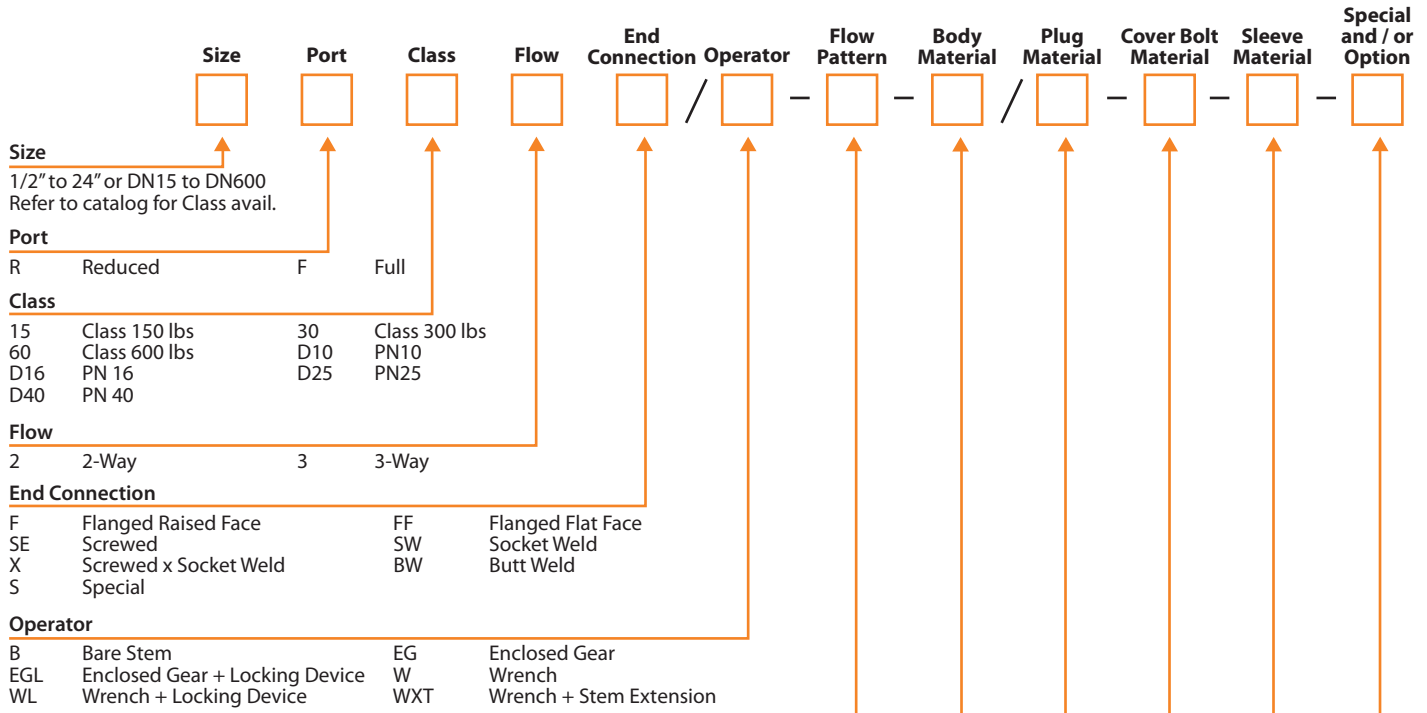 Size Port Class Flow End Connection / Operator – Flow Pattern – Body Material / Plug Material – Cover Bolt Material – Sleeve Material – Special and / or Option
Size
1/2” to 24” or DN15 to DN600
Refer to catalog for Class avail.
Port
R Reduced F Full
Class
15 Class 150 lbs 30 Class 300 lbs
60 Class 600 lbs D10 PN10
D16 PN 16 D25 PN25
D40 PN 40
Flow
2 2-Way 3 3-Way
End Connection
F Flanged Raised Face FF Flanged Flat Face
SE Screwed SW Socket Weld
X Screwed x Socket Weld BW Butt Weld
S Special
Operator
B Bare Stem EG Enclosed Gear
EGL Enclosed Gear + Locking Device W Wrench
WL Wrench + Locking Device WXT Wrench + Stem Extension